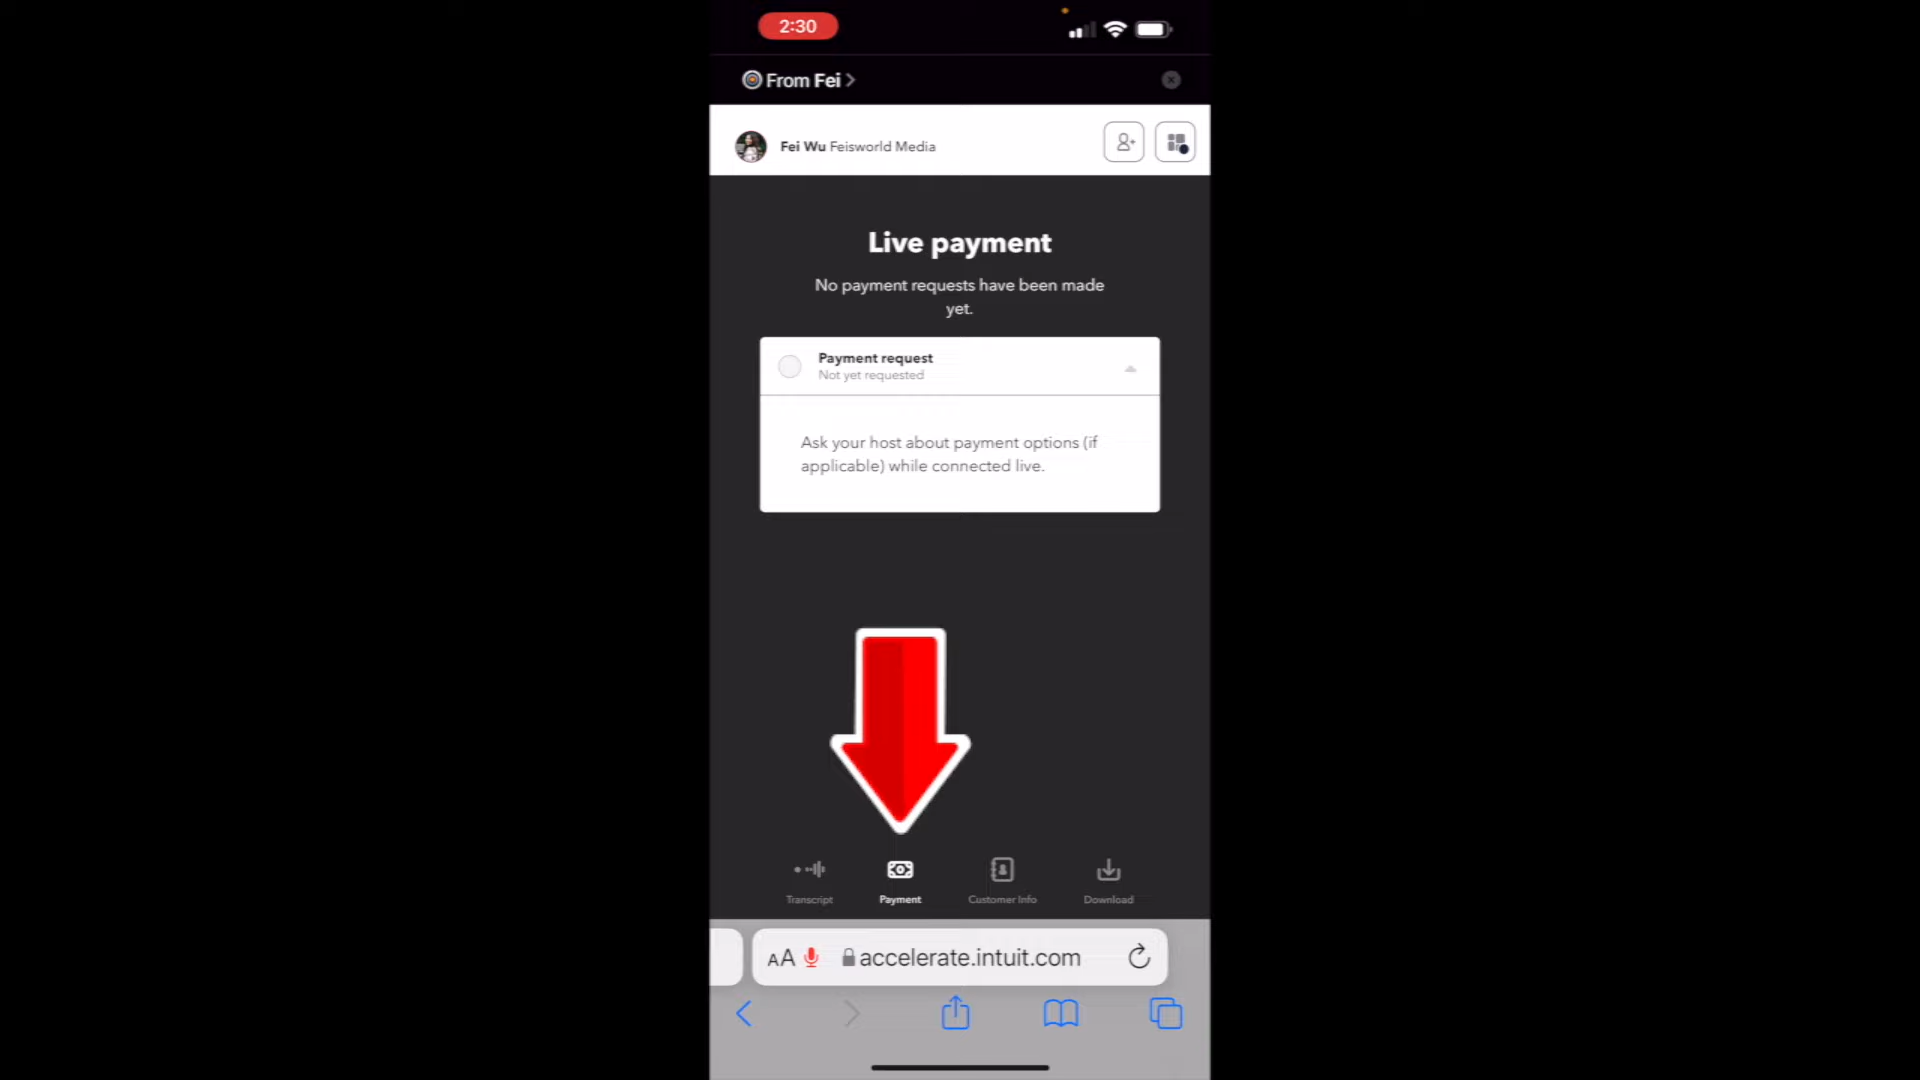 2:30
From Fei
Fei Wu Feisworld Media
Live payment
No payment requests have been made
yet.
Payment request
Not yet requested
Ask your host about payment options (if
applicable) while connected live.
Transcript
Payment
Customer Info
Download
AA accelerate.intuit.com